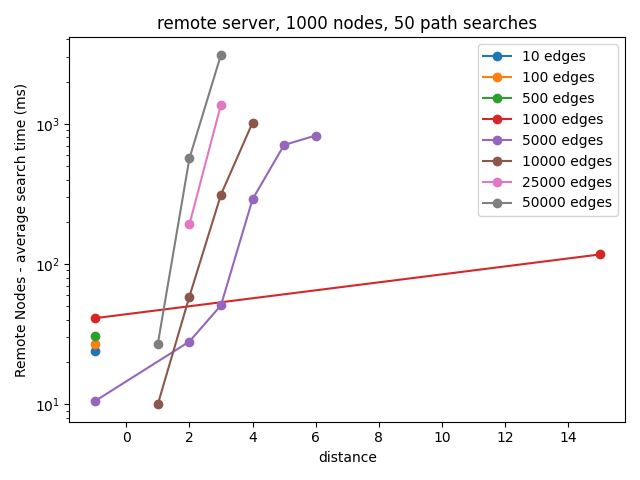 remote server, 1000 nodes, 50 path searches
10 edges
100 edges
500 edges
1000 edges
5000 edges
10000 edges
25000 edges
50000 edges
Remote Nodes - average search time (ms)
10³
10²
10¹
0 2 4 6 8 10 12 14
distance